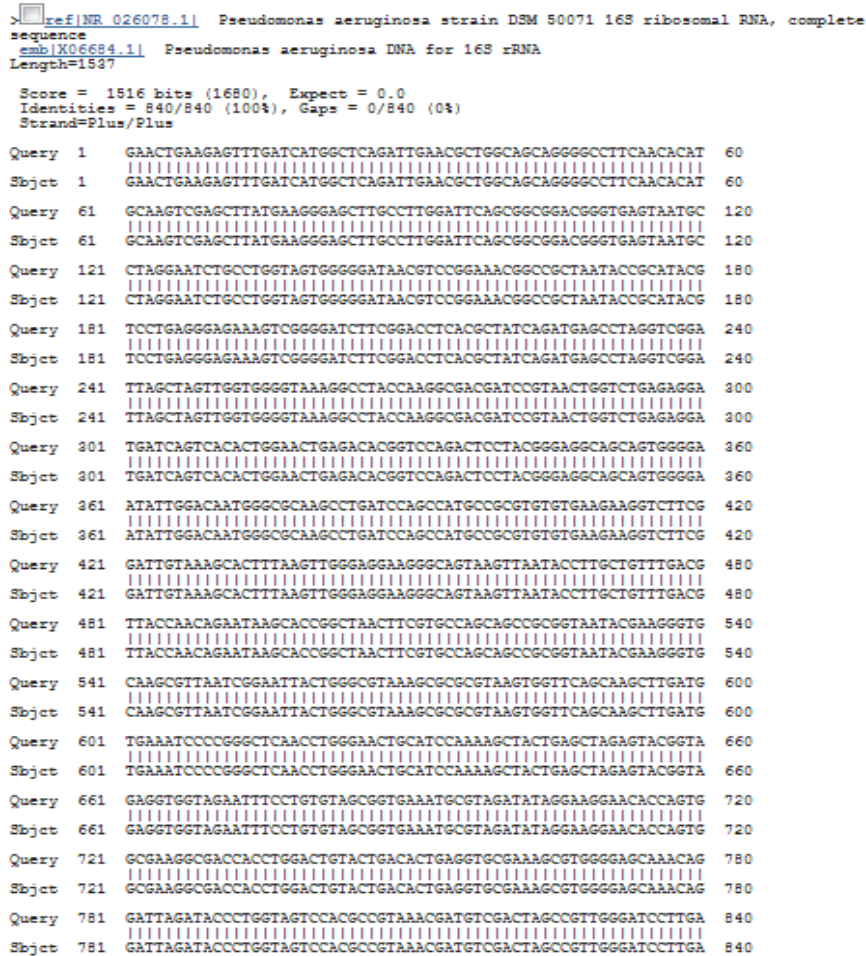 >ref|NR_026078.1| Pseudomonas aeruginosa strain DSM 50071 16S ribosomal RNA, complete
sequence
emb|X06684.1| Pseudomonas aeruginosa DNA for 16S rRNA
Length=1537
Score = 1516 bits (1680), Expect = 0.0
Identities = 840/840 (100%), Gaps = 0/840 (0%)
Strand=Plus/Plus
Query 1 GAACTGAAGAGTTTGATCATGGCTCAGATTGAACGCTGGCAGCAGGGGCCTTCAACACAT 60
Sbjct 1 GAACTGAAGAGTTTGATCATGGCTCAGATTGAACGCTGGCAGCAGGGGCCTTCAACACAT 60
Query 61 GCAAGTCGAGCTTATGAAGGGAGCTTGCCTTGGATTCAGCGGCGGACGGGTGAGTAATGC 120
Sbjct 61 GCAAGTCGAGCTTATGAAGGGAGCTTGCCTTGGATTCAGCGGCGGACGGGTGAGTAATGC 120
Query 121 CTAGGAATCTGCCTGGTAGTGGGGGATAACGTCCGGAAACGGCCGCTAATACCGCATACG 180
Sbjct 121 CTAGGAATCTGCCTGGTAGTGGGGGATAACGTCCGGAAACGGCCGCTAATACCGCATACG 180
Query 181 TCCTGAGGGAGAAAGTCGGGGATCTTCGGACCTCACGCTATCAGATGAGCCTAGGTCGGA 240
Sbjct 181 TCCTGAGGGAGAAAGTCGGGGATCTTCGGACCTCACGCTATCAGATGAGCCTAGGTCGGA 240
Query 241 TTAGCTAGTTGGTGGGGTAAAGGCCTACCAAGGCGACGATCCGTAACTGGTCTGAGAGGA 300
Sbjct 241 TTAGCTAGTTGGTGGGGTAAAGGCCTACCAAGGCGACGATCCGTAACTGGTCTGAGAGGA 300
Query 301 TGATCAGTCACACTGGAACTGAGACACGGTCCAGACTCCTACGGGAGGCAGCAGTGGGGA 360
Sbjct 301 TGATCAGTCACACTGGAACTGAGACACGGTCCAGACTCCTACGGGAGGCAGCAGTGGGGA 360
Query 361 ATATTGGACAATGGGCGCAAGCCTGATCCAGCCATGCCGCGTGTGTGAAGAAGGTCTTCG 420
Sbjct 361 ATATTGGACAATGGGCGCAAGCCTGATCCAGCCATGCCGCGTGTGTGAAGAAGGTCTTCG 420
Query 421 GATTGTAAAGCACTTTAAGTTGGGAGGAAGGGCAGTAAGTTAATACCTTGCTGTTTGACG 480
Sbjct 421 GATTGTAAAGCACTTTAAGTTGGGAGGAAGGGCAGTAAGTTAATACCTTGCTGTTTGACG 480
Query 481 TTACCAACAGAATAAGCACCGGCTAACTTCGTGCCAGCAGCCGCGGTAATACGAAGGGTG 540
Sbjct 481 TTACCAACAGAATAAGCACCGGCTAACTTCGTGCCAGCAGCCGCGGTAATACGAAGGGTG 540
Query 541 CAAGCGTTAATCGGAATTACTGGGCGTAAAGCGCGCGTAAGTGGTTCAGCAAGCTTGATG 600
Sbjct 541 CAAGCGTTAATCGGAATTACTGGGCGTAAAGCGCGCGTAAGTGGTTCAGCAAGCTTGATG 600
Query 601 TGAAATCCCCGGGCTCAACCTGGGAACTGCATCCAAAAGCTACTGAGCTAGAGTACGGTA 660
Sbjct 601 TGAAATCCCCGGGCTCAACCTGGGAACTGCATCCAAAAGCTACTGAGCTAGAGTACGGTA 660
Query 661 GAGGTGGTAGAATTTCCTGTGTAGCGGTGAAATGCGTAGATATAGGAAGGAACACCAGTG 720
Sbjct 661 GAGGTGGTAGAATTTCCTGTGTAGCGGTGAAATGCGTAGATATAGGAAGGAACACCAGTG 720
Query 721 GCGAAGGCGACCACCTGGACTGTACTGACACTGAGGTGCGAAAGCGTGGGGAGCAAACAG 780
Sbjct 721 GCGAAGGCGACCACCTGGACTGTACTGACACTGAGGTGCGAAAGCGTGGGGAGCAAACAG 780
Query 781 GATTAGATACCCTGGTAGTCCACGCCGTAAACGATGTCGACTAGCCGTTGGGATCCTTGA 840
Sbjct 781 GATTAGATACCCTGGTAGTCCACGCCGTAAACGATGTCGACTAGCCGTTGGGATCCTTGA 840